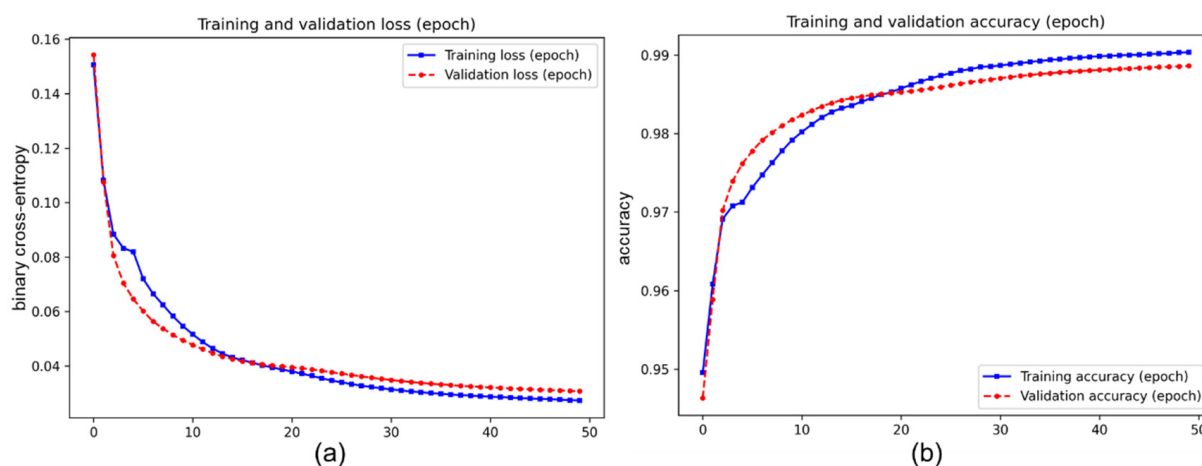 Training and validation loss (epoch)
0.16
0.14
0.12
0.10
0.08
0.06
0.04
binary cross-entropy
Training loss (epoch)
Validation loss (epoch)
0 10 20 30 40 50
(a)
Training and validation accuracy (epoch)
0.99
0.98
0.97
0.96
0.95
accuracy
Training accuracy (epoch)
Validation accuracy (epoch)
0 10 20 30 40 50
(b)